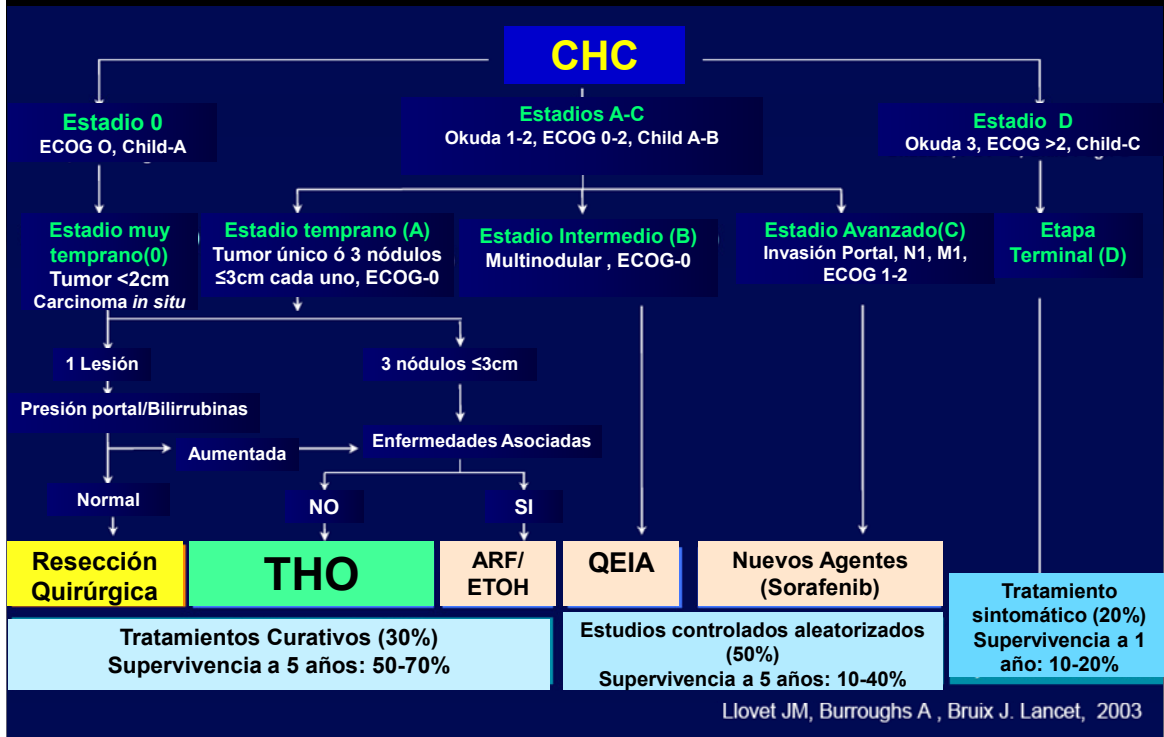 CHC
Estadio 0
ECOG O, Child-A
Estadios A-C
Okuda 1-2, ECOG 0-2, Child A-B
Estadio D
Okuda 3, ECOG >2, Child-C
Estadio muy
temprano(0)
Tumor <2cm
Carcinoma in situ
Estadio temprano (A)
Tumor único ó 3 nódulos
≤3cm cada uno, ECOG-0
Estadio Intermedio (B)
Multinodular , ECOG-0
Estadio Avanzado(C)
Invasión Portal, N1, M1,
ECOG 1-2
Etapa
Terminal (D)
1 Lesión
3 nódulos ≤3cm
Presión portal/Bilirrubinas
Aumentada
Enfermedades Asociadas
Normal
NO
SI
Resección
Quirúrgica
THO
ARF/
ETOH
QEIA
Nuevos Agentes
(Sorafenib)
Tratamiento
sintomático (20%)
Supervivencia a 1
año: 10-20%
Tratamientos Curativos (30%)
Supervivencia a 5 años: 50-70%
Estudios controlados aleatorizados
(50%)
Supervivencia a 5 años: 10-40%
Llovet JM, Burroughs A , Bruix J. Lancet, 2003